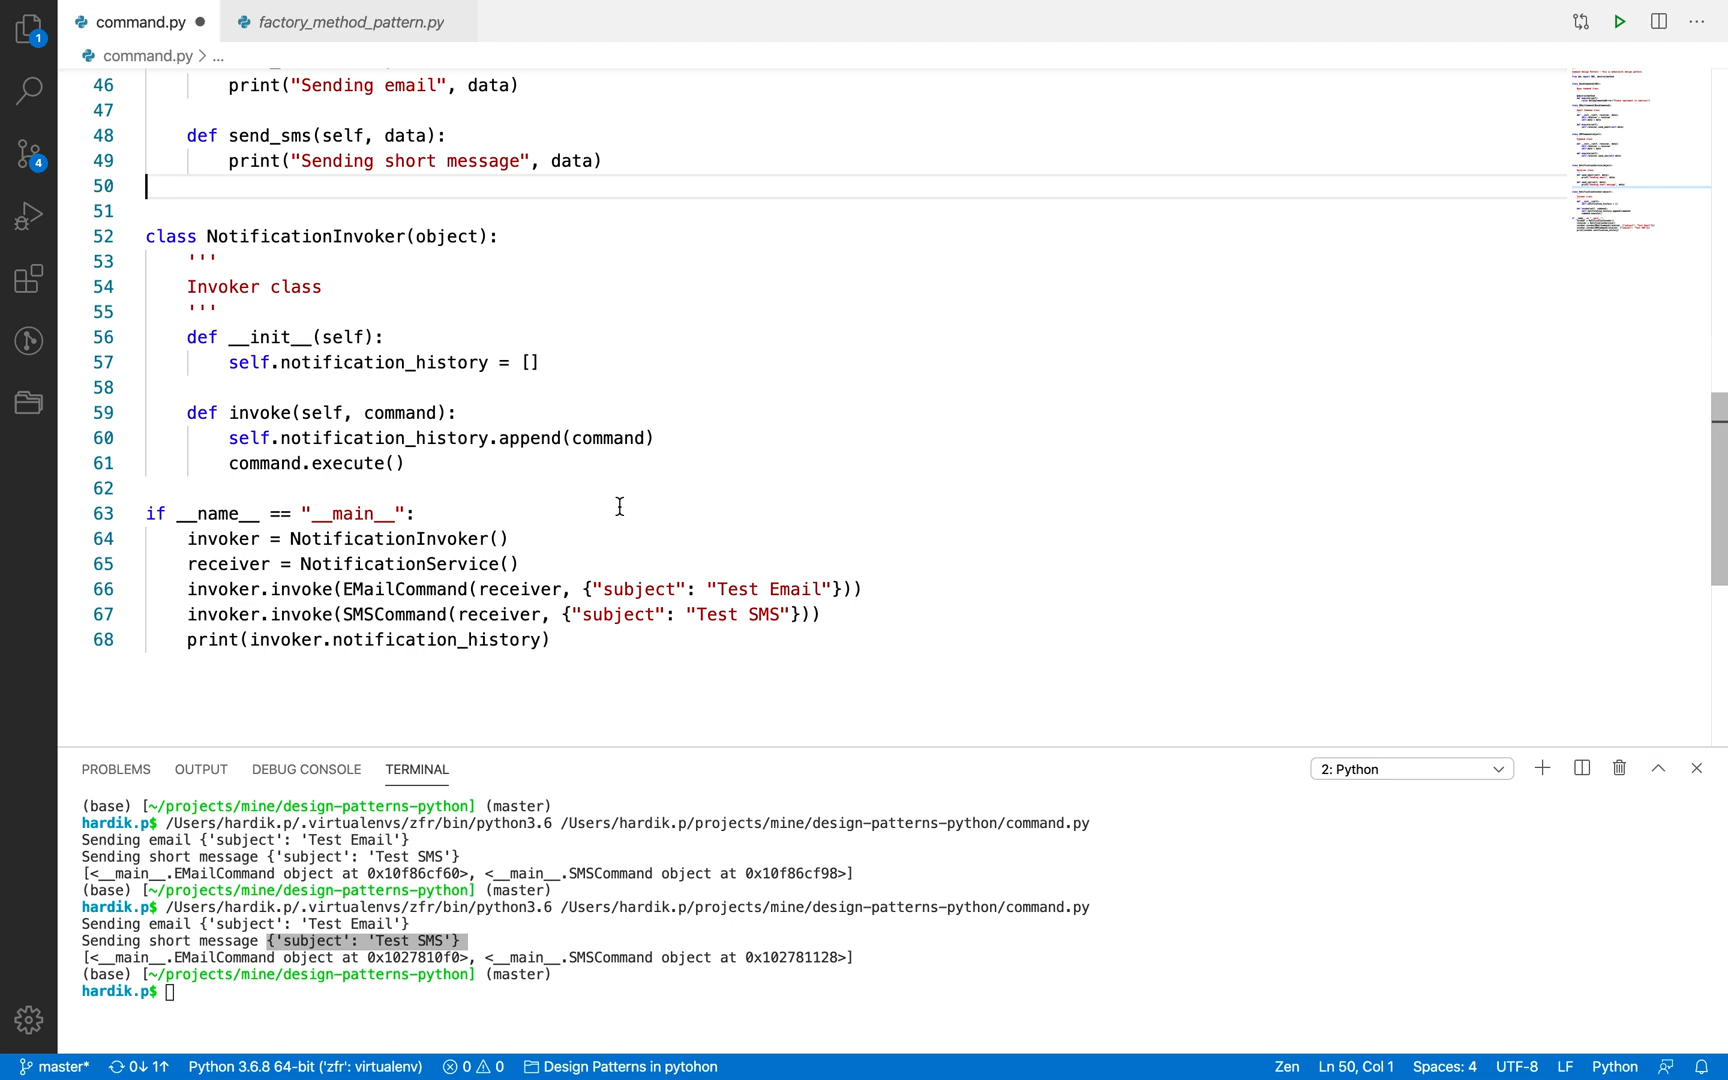 command.py ● factory_method_pattern.py
command.py > ...
1
4
46 print("Sending email", data)
47
48 def send_sms(self, data):
49 print("Sending short message", data)
50
51
52 class NotificationInvoker(object):
53 '''
54 Invoker class
55 '''
56 def __init__(self):
57 self.notification_history = []
58
59 def invoke(self, command):
60 self.notification_history.append(command)
61 command.execute()
62
63 if __name__ == "__main__":
64 invoker = NotificationInvoker()
65 receiver = NotificationService()
66 invoker.invoke(EMailCommand(receiver, {"subject": "Test Email"}))
67 invoker.invoke(SMSCommand(receiver, {"subject": "Test SMS"}))
68 print(invoker.notification_history)
PROBLEMS OUTPUT DEBUG CONSOLE TERMINAL 2: Python
(base) [~/projects/mine/design-patterns-python] (master)
hardik.p$ /Users/hardik.p/.virtualenvs/zfr/bin/python3.6 /Users/hardik.p/projects/mine/design-patterns-python/command.py
Sending email {'subject': 'Test Email'}
Sending short message {'subject': 'Test SMS'}
[<__main__.EMailCommand object at 0x10f86cf60>, <__main__.SMSCommand object at 0x10f86cf98>]
(base) [~/projects/mine/design-patterns-python] (master)
hardik.p$ /Users/hardik.p/.virtualenvs/zfr/bin/python3.6 /Users/hardik.p/projects/mine/design-patterns-python/command.py
Sending email {'subject': 'Test Email'}
Sending short message {'subject': 'Test SMS'}
[<__main__.EMailCommand object at 0x1027810f0>, <__main__.SMSCommand object at 0x102781128>]
(base) [~/projects/mine/design-patterns-python] (master)
hardik.p$
master* 0↓ 1↑ Python 3.6.8 64-bit ('zfr': virtualenv) 0 0 Design Patterns in pytohon Zen Ln 50, Col 1 Spaces: 4 UTF-8 LF Python